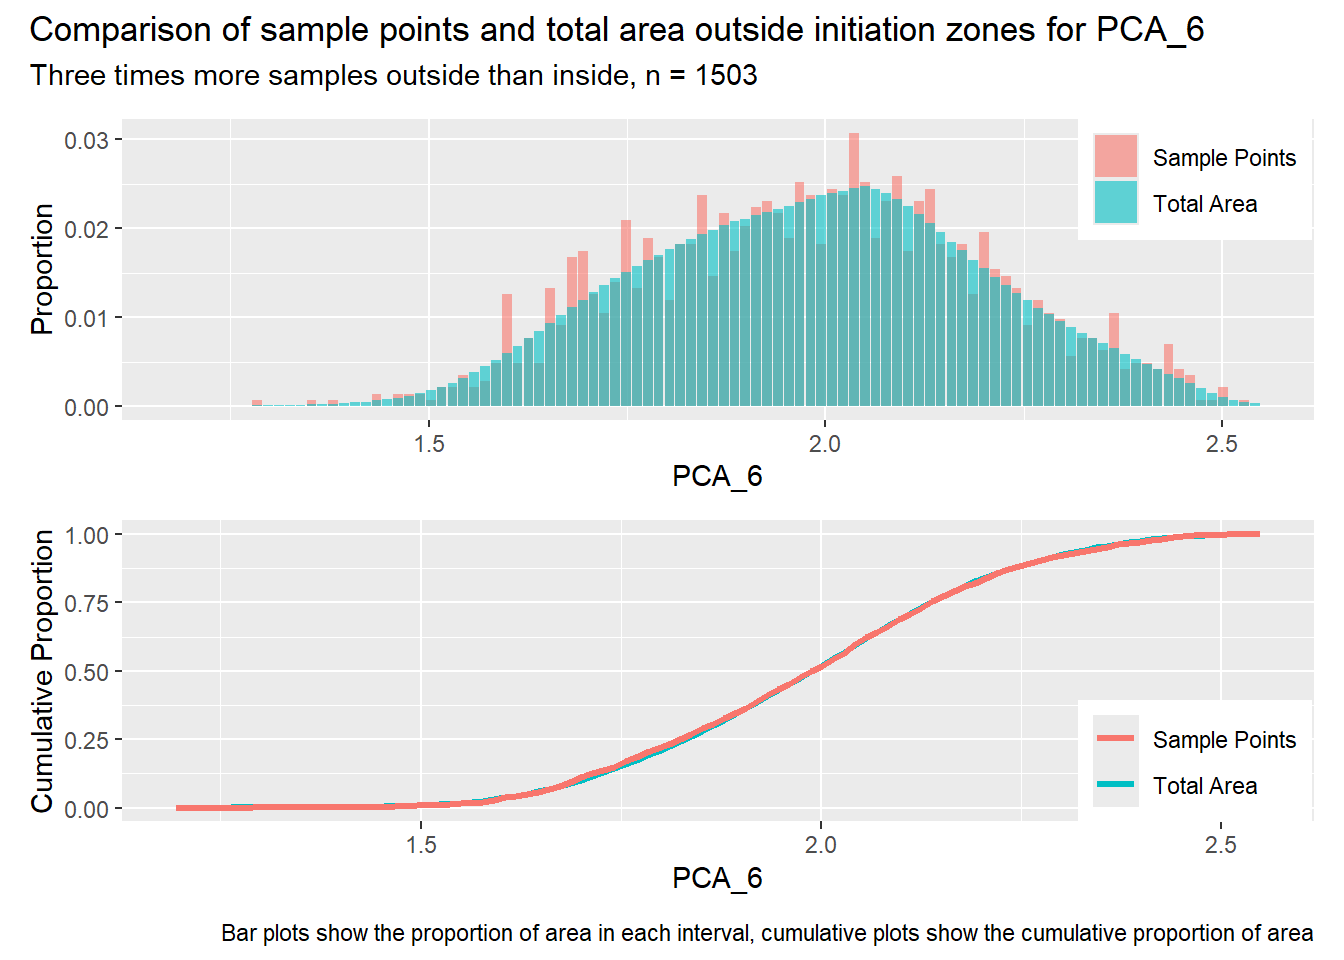 Comparison of sample points and total area outside initiation zones for PCA_6
Three times more samples outside than inside, n = 1503
Proportion
0.03
0.02
0.01
0.00
Sample Points
Total Area
1.5
2.0
2.5
PCA_6
Cumulative Proportion
1.00
0.75
0.50
0.25
0.00
Sample Points
Total Area
1.5
2.0
2.5
PCA_6
Bar plots show the proportion of area in each interval, cumulative plots show the cumulative proportion of area